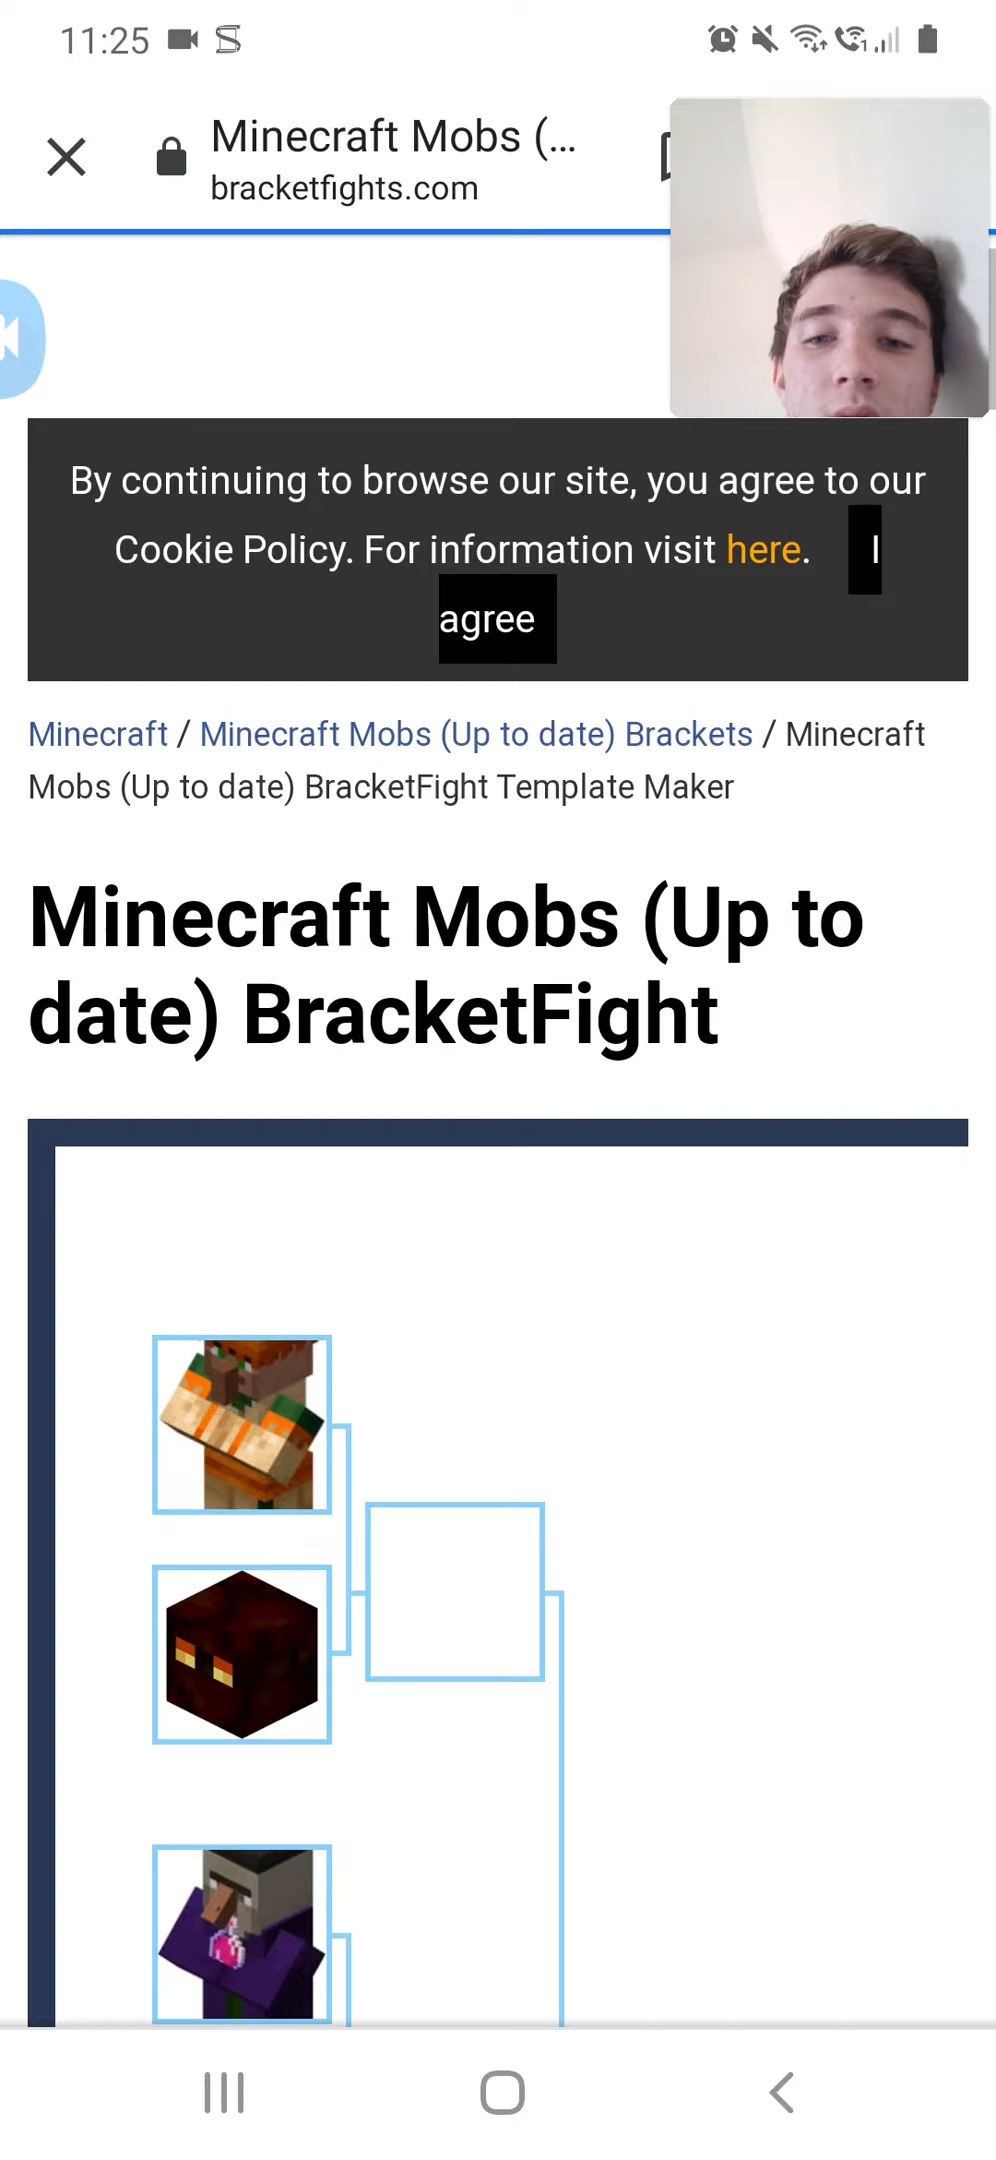 11:25
Minecraft Mobs (...
bracketfights.com
By continuing to browse our site, you agree to our
Cookie Policy. For information visit here. I
agree
Minecraft / Minecraft Mobs (Up to date) Brackets / Minecraft
Mobs (Up to date) BracketFight Template Maker
Minecraft Mobs (Up to
date) BracketFight